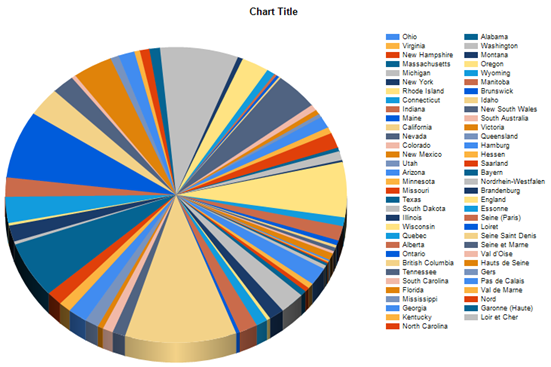 Chart Title
Ohio
Virginia
New Hampshire
Massachusetts
Michigan
New York
Rhode Island
Connecticut
Indiana
Maine
California
Nevada
Colorado
New Mexico
Utah
Arizona
Minnesota
Missouri
Texas
South Dakota
Illinois
Wisconsin
Quebec
Alberta
Ontario
British Columbia
Tennessee
South Carolina
Florida
Mississippi
Georgia
Kentucky
North Carolina
Alabama
Washington
Montana
Oregon
Wyoming
Manitoba
Brunswick
Idaho
New South Wales
South Australia
Victoria
Queensland
Hamburg
Hessen
Saarland
Bayern
Nordrhein-Westfalen
Brandenburg
England
Essonne
Seine (Paris)
Loiret
Seine Saint Denis
Seine et Marne
Val d'Oise
Hauts de Seine
Gers
Pas de Calais
Val de Marne
Nord
Garonne (Haute)
Loir et Cher